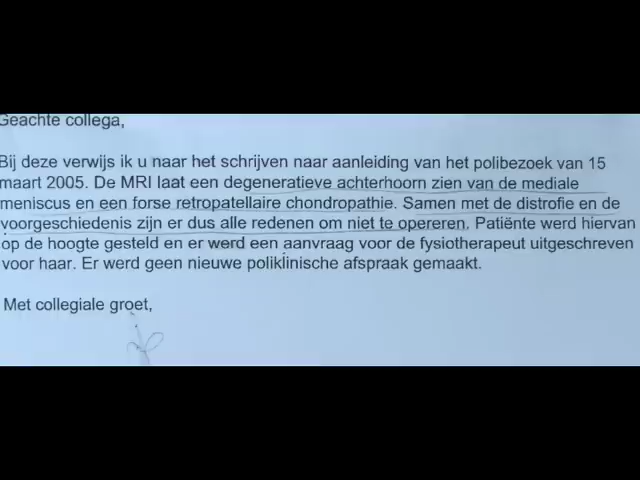 Geachte collega,
Bij deze verwijs ik u naar het schrijven naar aanleiding van het polibezoek van 15
maart 2005. De MRI laat een degeneratieve achterhoorn zien van de mediale
meniscus en een forse retropatellaire chondropathie. Samen met de distrofie en de
voorgeschiedenis zijn er dus alle redenen om niet te opereren. Patiënte werd hiervan
op de hoogte gesteld en er werd een aanvraag voor de fysiotherapeut uitgeschreven
voor haar. Er werd geen nieuwe poliklinische afspraak gemaakt.
Met collegiale groet,